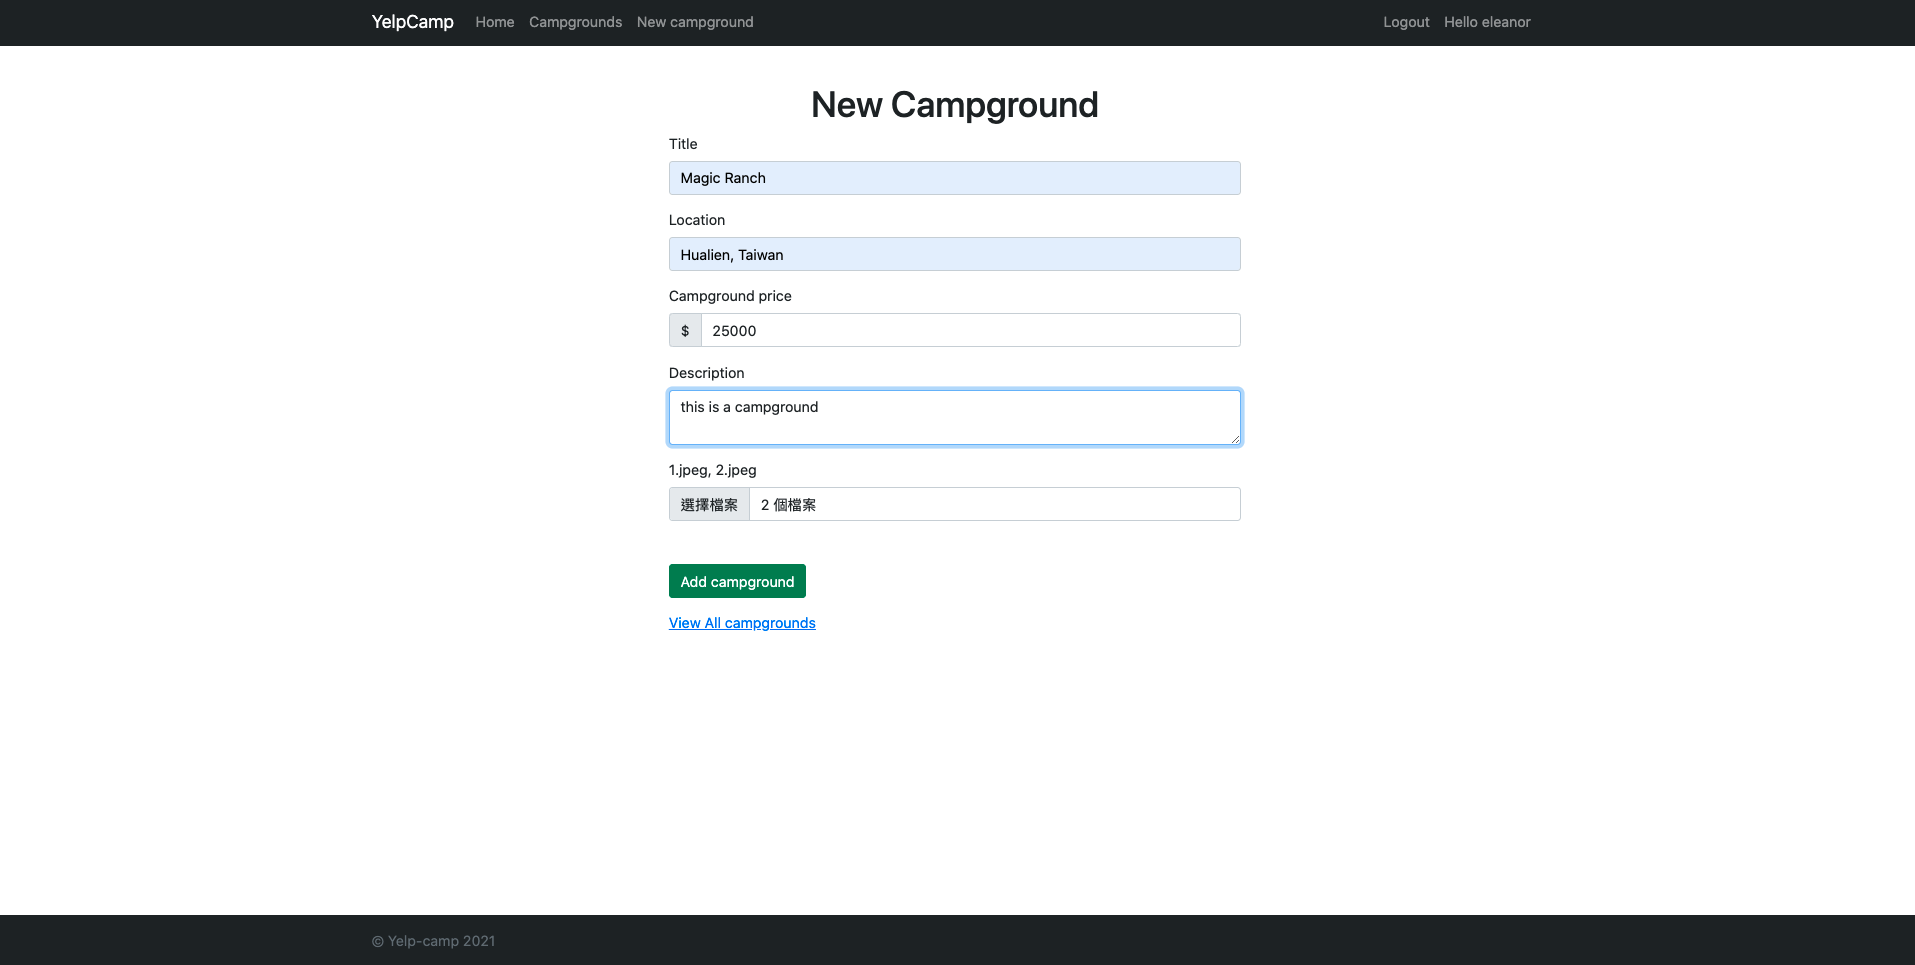 YelpCamp Home Campgrounds New campground Logout Hello eleanor
New Campground
Title
Magic Ranch
Location
Hualien, Taiwan
Campground price
$ 25000
Description
this is a campground
1.jpeg, 2.jpeg
選擇檔案 2 個檔案
Add campground
View All campgrounds
© Yelp-camp 2021